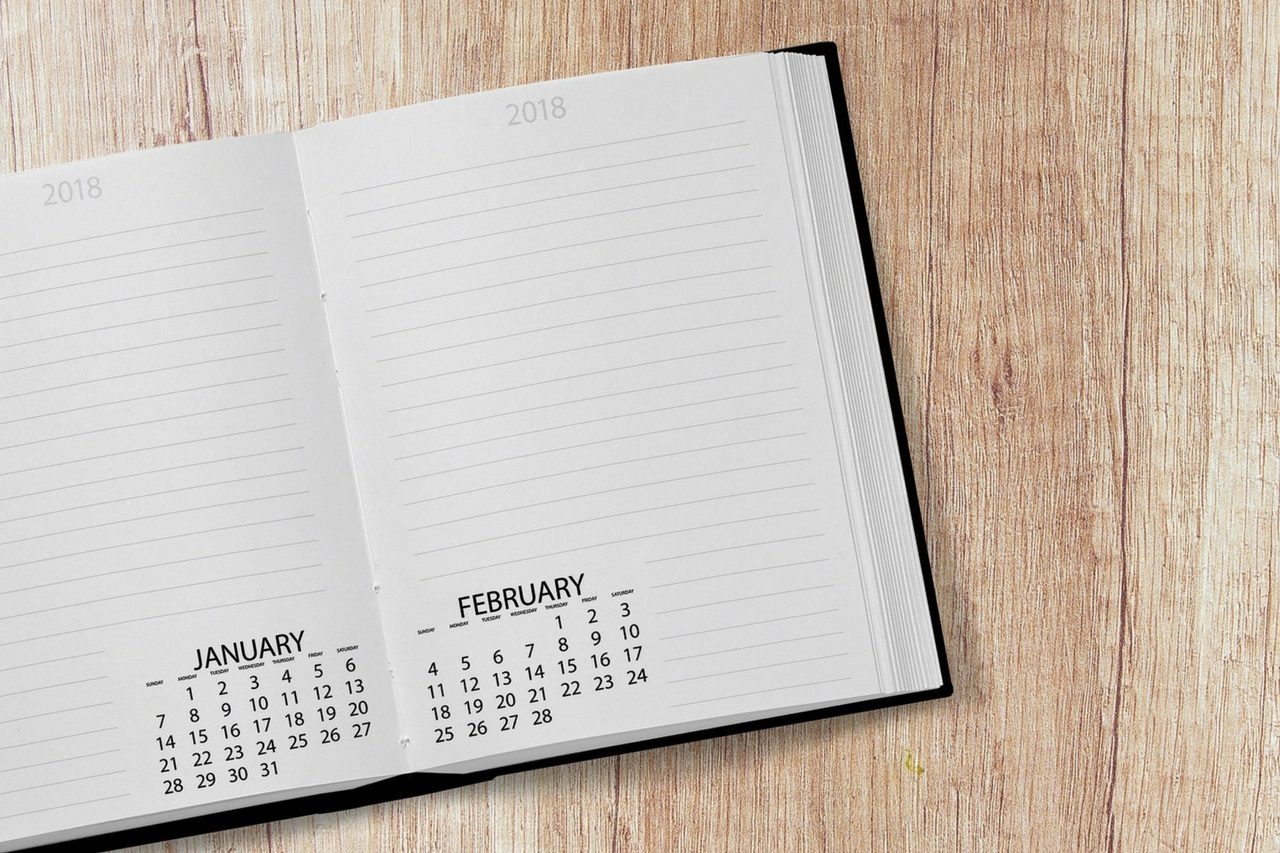 2018
JANUARY
SUNDAY MONDAY TUESDAY WEDNESDAY THURSDAY FRIDAY SATURDAY
1 2 3 4 5 6
7 8 9 10 11 12 13
14 15 16 17 18 19 20
21 22 23 24 25 26 27
28 29 30 31
2018
FEBRUARY
SUNDAY MONDAY TUESDAY WEDNESDAY THURSDAY FRIDAY SATURDAY
1 2 3
4 5 6 7 8 9 10
11 12 13 14 15 16 17
18 19 20 21 22 23 24
25 26 27 28